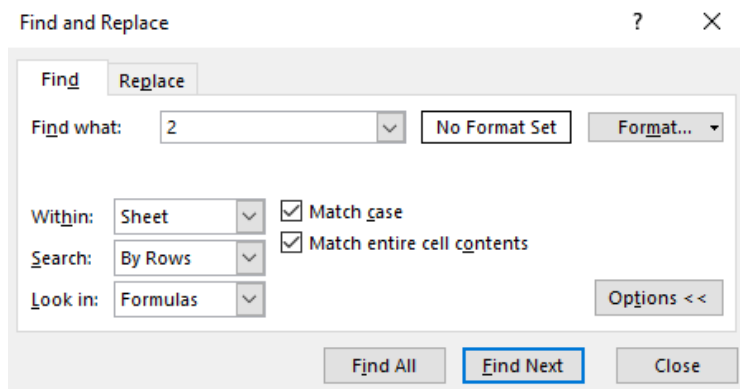 Find and Replace ? ✕
Find Replace
Find what: 2 No Format Set Format...
Within: Sheet Match case
Match entire cell contents
Search: By Rows
Look in: Formulas Options <<
Find All Find Next Close